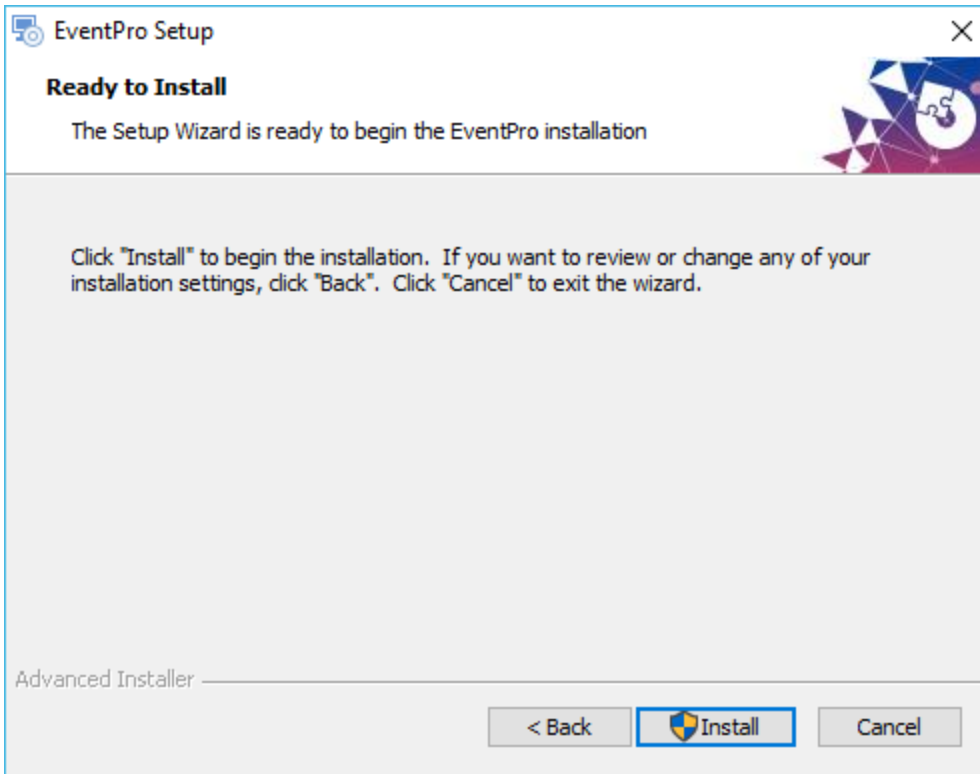 EventPro Setup
Ready to Install
The Setup Wizard is ready to begin the EventPro installation
Click "Install" to begin the installation.  If you want to review or change any of your
installation settings, click "Back".  Click "Cancel" to exit the wizard.
Advanced Installer
< Back
Install
Cancel